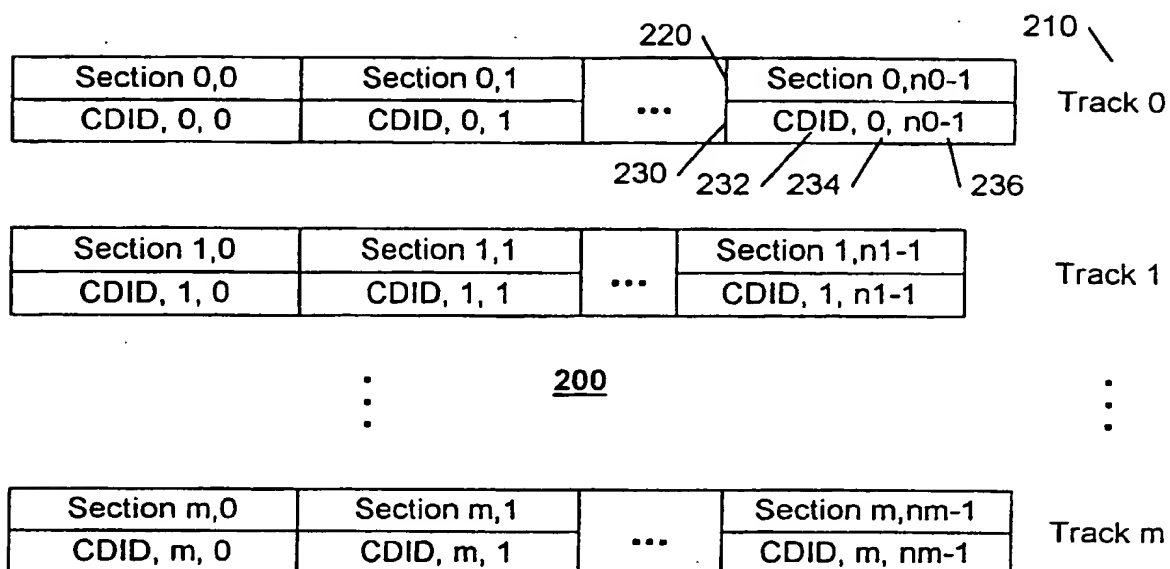 210
220
Section 0,0 Section 0,1 ... Section 0,n0-1 Track 0
CDID, 0, 0 CDID, 0, 1 CDID, 0, n0-1
230 232 234 236
Section 1,0 Section 1,1 ... Section 1,n1-1 Track 1
CDID, 1, 0 CDID, 1, 1 CDID, 1, n1-1
200
Section m,0 Section m,1 ... Section m,nm-1 Track m
CDID, m, 0 CDID, m, 1 CDID, m, nm-1